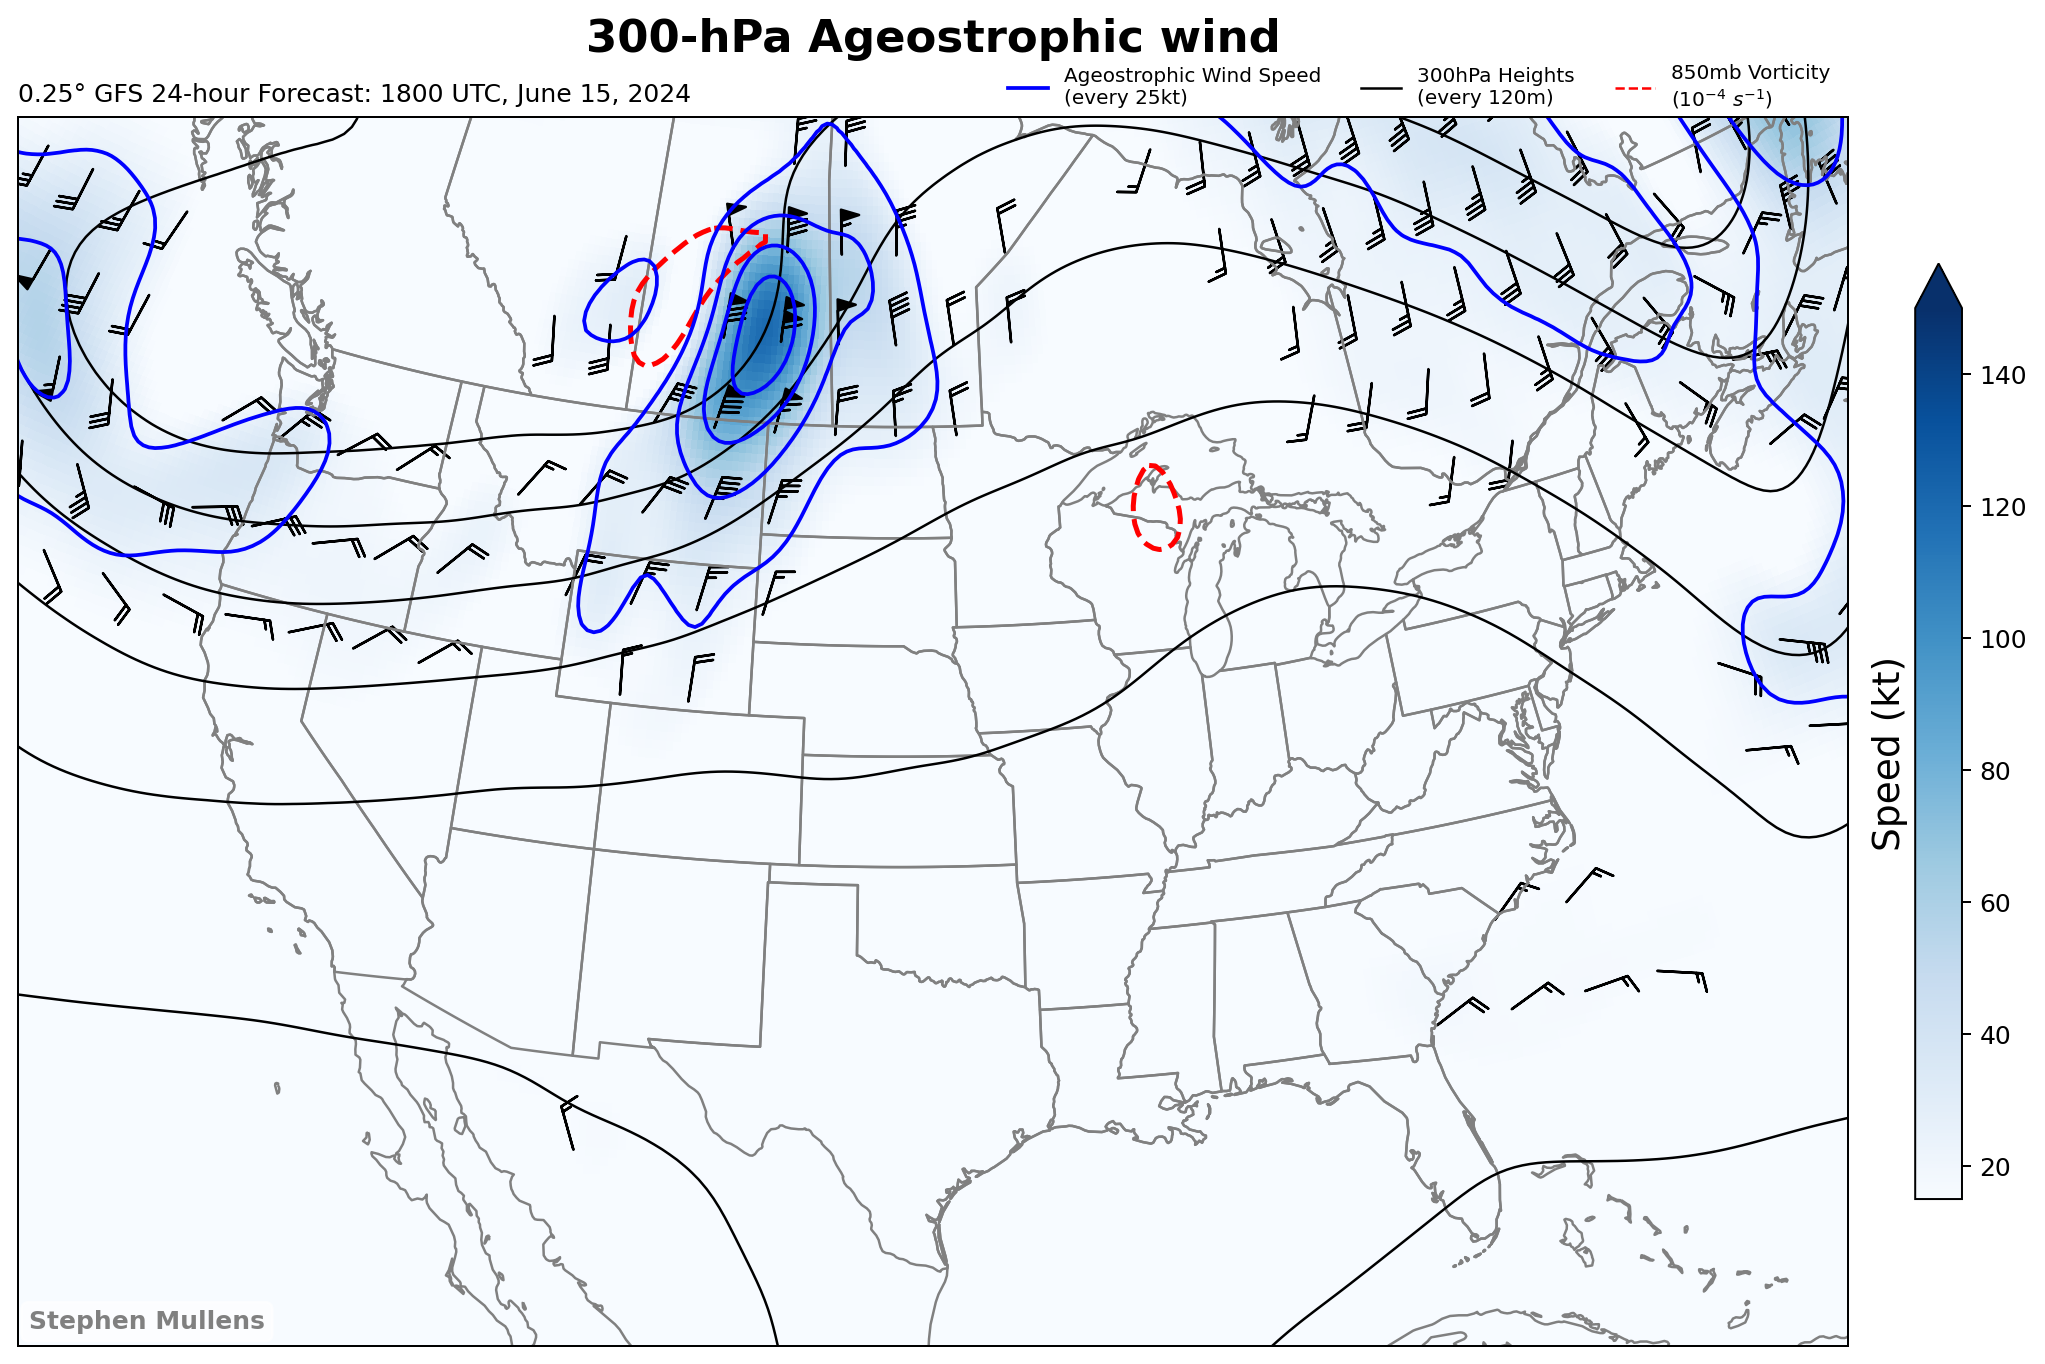 300-hPa Ageostrophic wind
0.25° GFS 24-hour Forecast: 1800 UTC, June 15, 2024
Ageostrophic Wind Speed
(every 25kt)
300hPa Heights
(every 120m)
850mb Vorticity
(10⁻⁴ s⁻¹)
140
120
100
80
60
40
20
Speed (kt)
Stephen Mullens